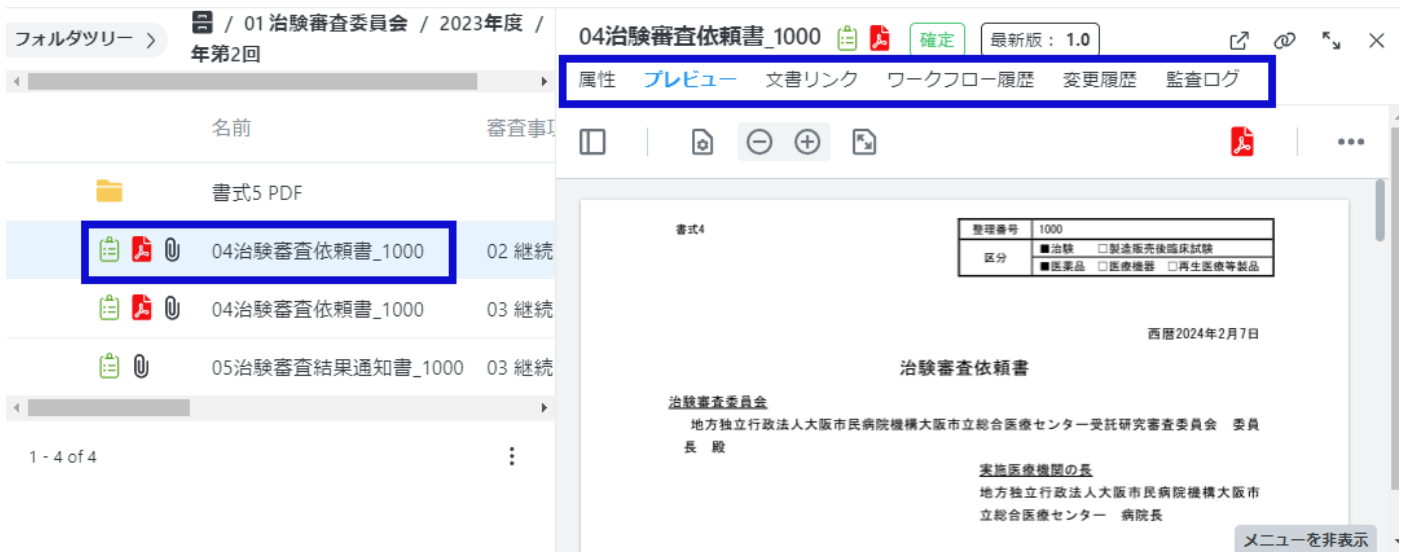 フォルダツリー
/ 01 治験審査委員会 / 2023年度 /
年第2回
名前
審査事項
書式5 PDF
04治験審査依頼書_1000
02 継続
04治験審査依頼書_1000
03 継続
05治験審査結果通知書_1000
03 継続
1 - 4 of 4
04治験審査依頼書_1000
確定
最新版： 1.0
属性 プレビュー 文書リンク ワークフロー履歴 変更履歴 監査ログ
書式4
整理番号 1000
区分
■治験 □製造販売後臨床試験
■医薬品 □医療機器 □再生医療等製品
西暦2024年2月7日
治験審査依頼書
治験審査委員会
地方独立行政法人大阪市民病院機構大阪市立総合医療センター受託研究審査委員会 委員
長 殿
実施医療機関の長
地方独立行政法人大阪市民病院機構大阪市
立総合医療センター 病院長
メニューを非表示